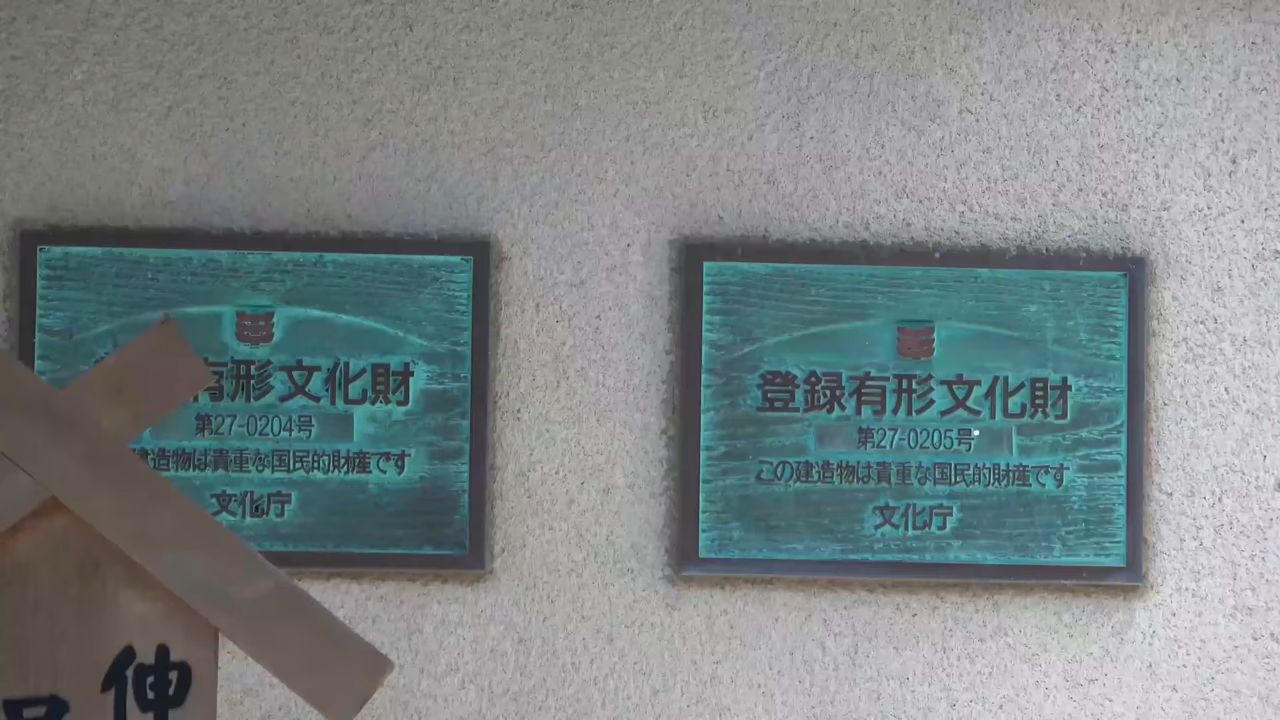 有形文化財
第27-0204号
建造物は貴重な国民的財産です
文化庁
登録有形文化財
第27-0205号
この建造物は貴重な国民的財産です
文化庁
伸